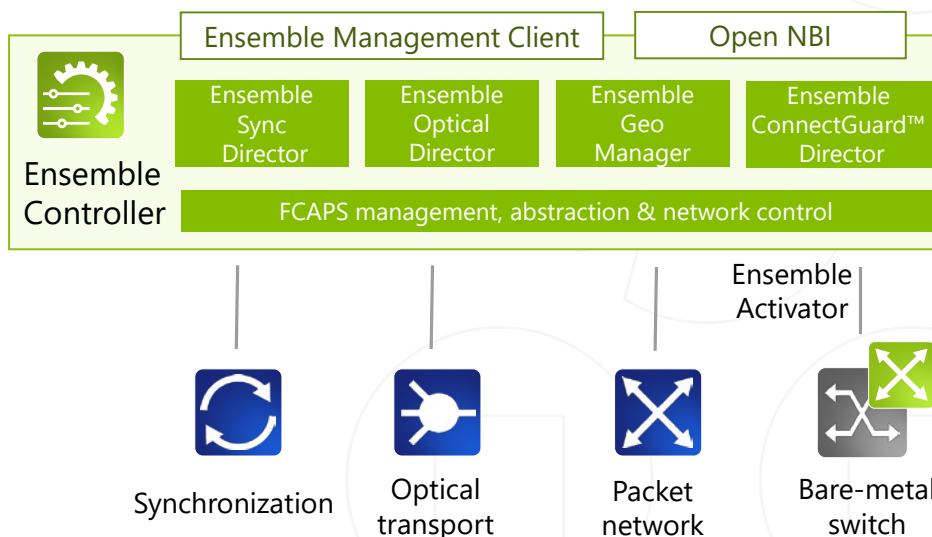 Ensemble Management Client
Open NBI
Ensemble
Controller
Ensemble
Sync
Director
Ensemble
Optical
Director
Ensemble
Geo
Manager
Ensemble
ConnectGuard™
Director
FCAPS management, abstraction & network control
Ensemble
Activator
Synchronization
Optical
transport
Packet
network
Bare-metal
switch